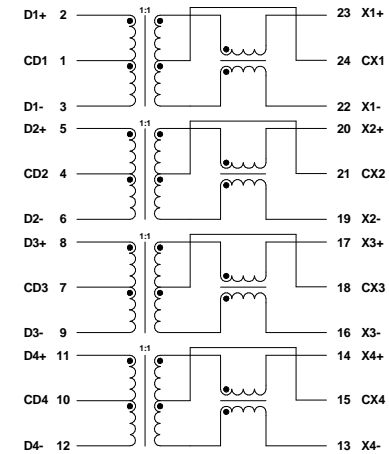 D1+ 2 1:1 23 X1+
CD1 1 24 CX1
D1- 3 22 X1-
D2+ 5 1:1 20 X2+
CD2 4 21 CX2
D2- 6 19 X2-
D3+ 8 1:1 17 X3+
CD3 7 18 CX3
D3- 9 16 X3-
D4+ 11 1:1 14 X4+
CD4 10 15 CX4
D4- 12 13 X4-